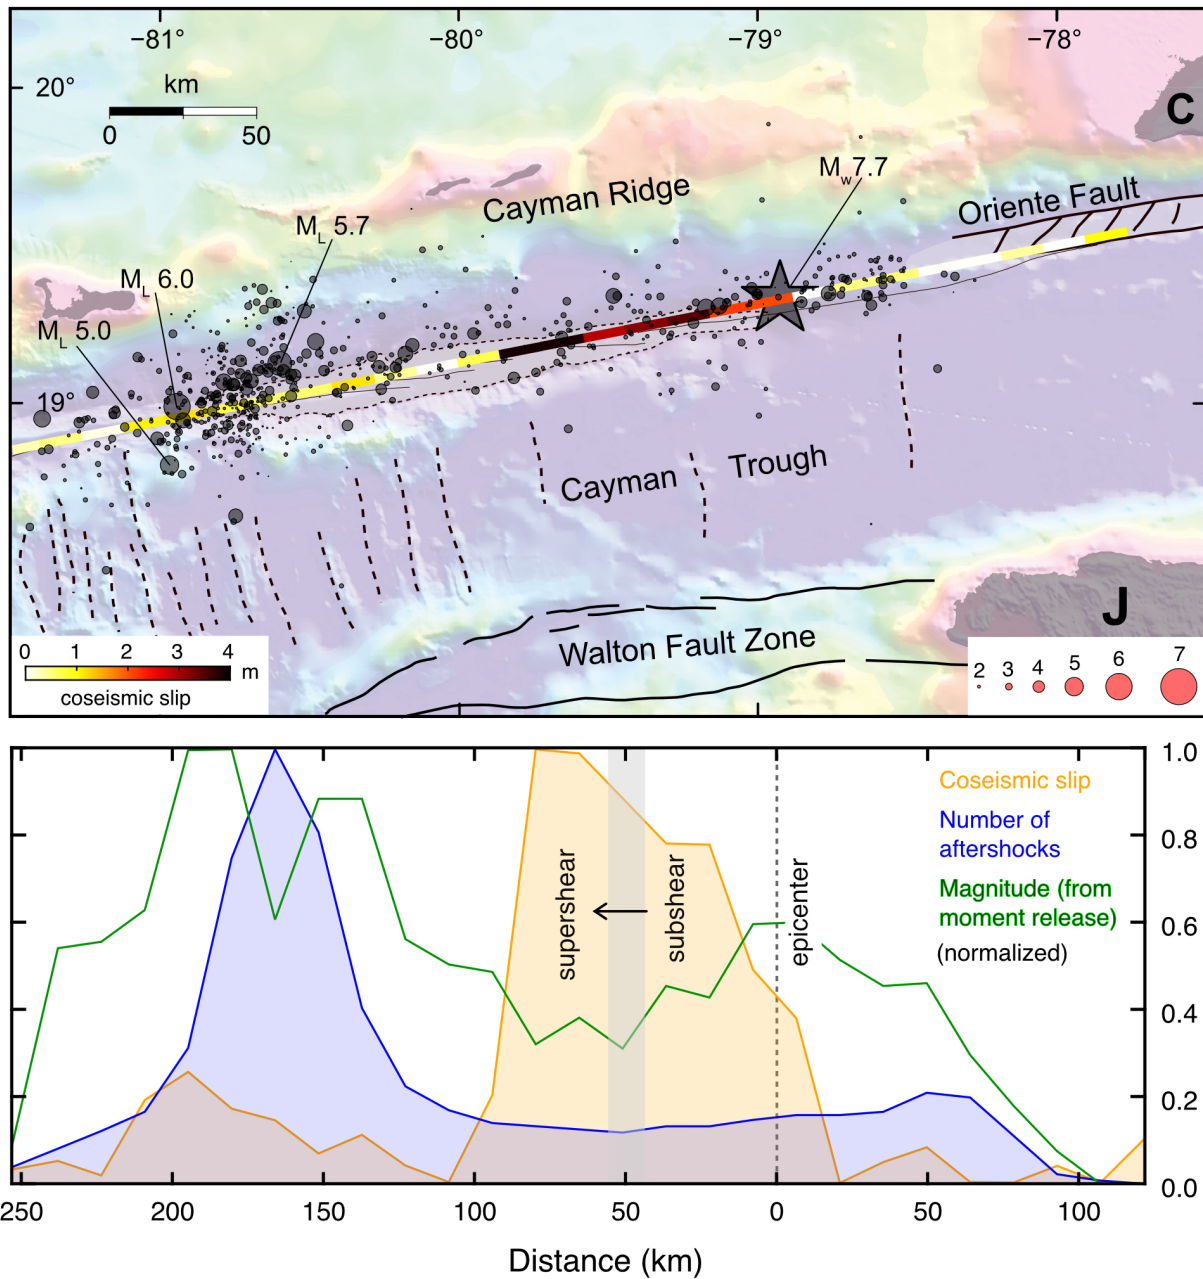 −81°
−80°
−79°
−78°
20°
km
0
50
C
Mw7.7
Cayman Ridge
Oriente Fault
ML 5.7
ML 6.0
ML 5.0
19°
Trough
Cayman
J
Walton Fault Zone
0
1
2
3
4
m
coseismic slip
2
3
4
5
6
7
1.0
Coseismic slip
Number of
aftershocks
0.8
Magnitude (from
moment release)
(normalized)
supershear
subshear
epicenter
0.6
0.4
0.2
0.0
250
200
150
100
50
0
50
100
Distance (km)